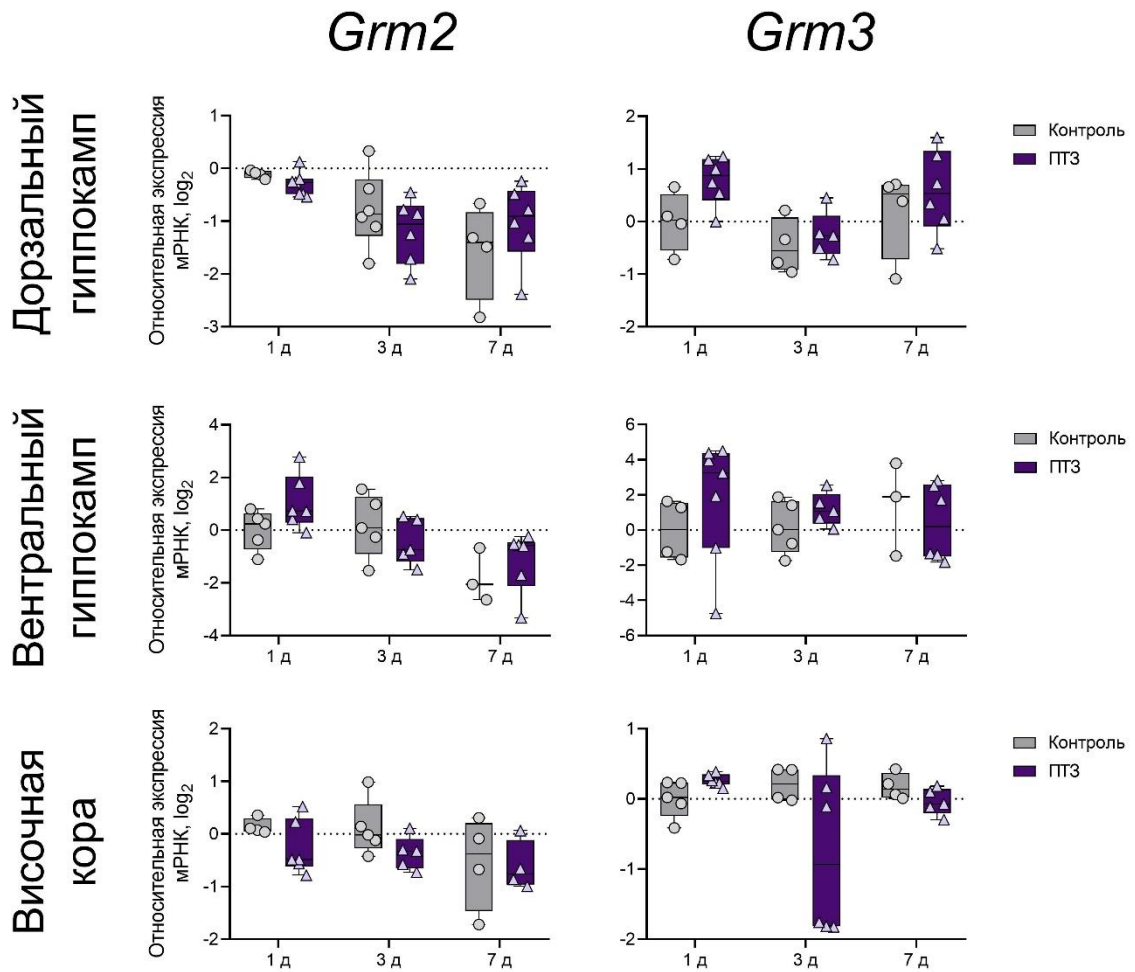 Grm2
Grm3
Дорзальный
гиппокамп
Относительная экспрессия
мРНК, log2
1
0
-1
-2
-3
1 д
3 д
7 д
2
1
0
-1
-2
1 д
3 д
7 д
Контроль
ПТЗ
Вентральный
гиппокамп
Относительная экспрессия
мРНК, log2
4
2
0
-2
-4
1 д
3 д
7 д
6
4
2
0
-2
-4
-6
1 д
3 д
7 д
Контроль
ПТЗ
Височная
кора
Относительная экспрессия
мРНК, log2
2
1
0
-1
-2
1 д
3 д
7 д
1
0
-1
-2
1 д
3 д
7 д
Контроль
ПТЗ